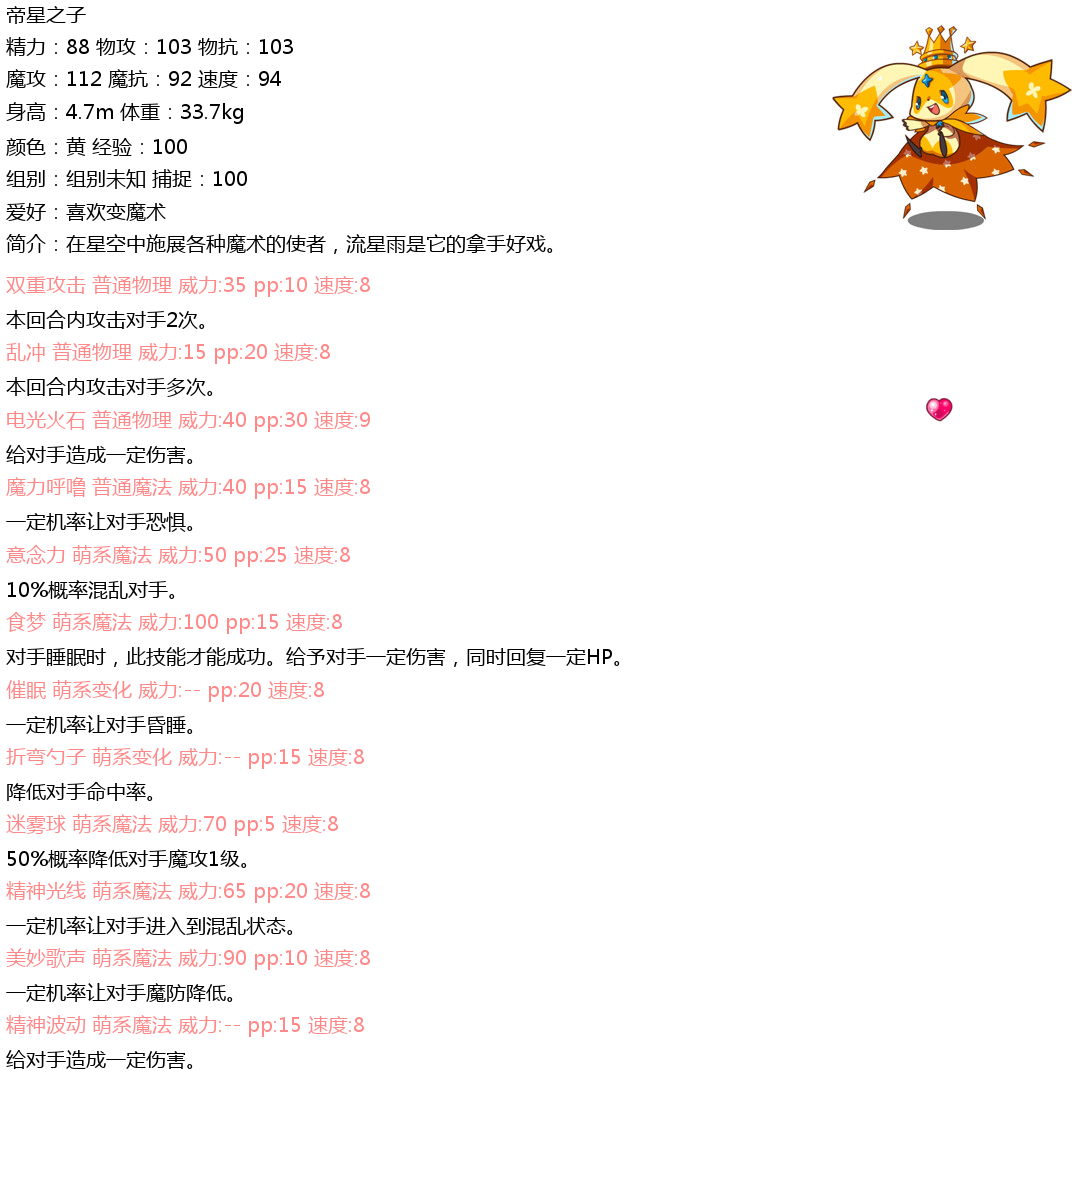 帝星之子
精力：88 物攻：103 物抗：103
魔攻：112 魔抗：92 速度：94
身高：4.7m 体重：33.7kg
颜色：黄 经验：100
组别：组别未知 捕捉：100
爱好：喜欢变魔术
简介：在星空中施展各种魔术的使者，流星雨是它的拿手好戏。
双重攻击 普通物理 威力:35 pp:10 速度:8
本回合内攻击对手2次。
乱冲 普通物理 威力:15 pp:20 速度:8
本回合内攻击对手多次。
电光火石 普通物理 威力:40 pp:30 速度:9
给对手造成一定伤害。
魔力呼噜 普通魔法 威力:40 pp:15 速度:8
一定机率让对手恐惧。
意念力 萌系魔法 威力:50 pp:25 速度:8
10%概率混乱对手。
食梦 萌系魔法 威力:100 pp:15 速度:8
对手睡眠时，此技能才能成功。给予对手一定伤害，同时回复一定HP。
催眠 萌系变化 威力:-- pp:20 速度:8
一定机率让对手昏睡。
折弯勺子 萌系变化 威力:-- pp:15 速度:8
降低对手命中率。
迷雾球 萌系魔法 威力:70 pp:5 速度:8
50%概率降低对手魔攻1级。
精神光线 萌系魔法 威力:65 pp:20 速度:8
一定机率让对手进入到混乱状态。
美妙歌声 萌系魔法 威力:90 pp:10 速度:8
一定机率让对手魔防降低。
精神波动 萌系魔法 威力:-- pp:15 速度:8
给对手造成一定伤害。